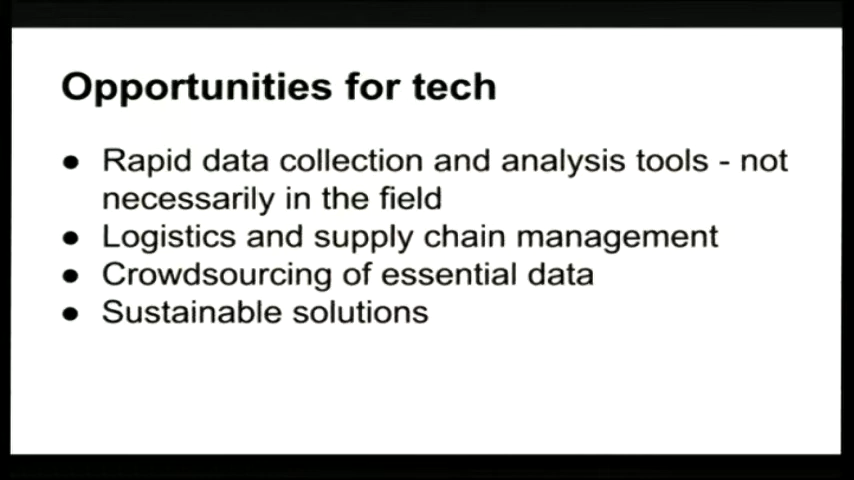 Opportunities for tech
● Rapid data collection and analysis tools - not
necessarily in the field
● Logistics and supply chain management
● Crowdsourcing of essential data
● Sustainable solutions